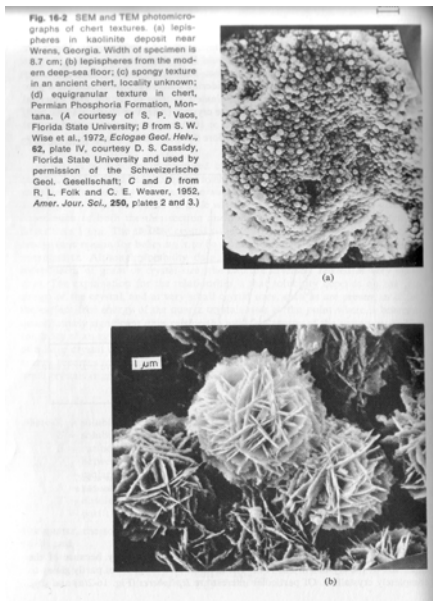 Fig. 16-2 SEM and TEM photomicro-
graphs of chert textures. (a) lepis-
pheres in kaolinite deposit near
Wrens, Georgia. Width of specimen is
8.7 cm; (b) lepispheres from the mod-
ern deep-sea floor; (c) spongy texture
in an ancient chert, locality unknown;
(d) equigranular texture in chert,
Permian Phosphoria Formation, Mon-
tana. (A courtesy of S. P. Vaos,
Florida State University; B from S. W.
Wise et al., 1972, Eclogae Geol. Helv.,
62, plate IV, courtesy D. S. Cassidy,
Florida State University and used by
permission of the Schweizerische
Geol. Gesellschaft; C and D from
R. L. Folk and C. E. Weaver, 1952,
Amer. Jour. Sci., 250, plates 2 and 3.)
(a)
1 μm
(b)